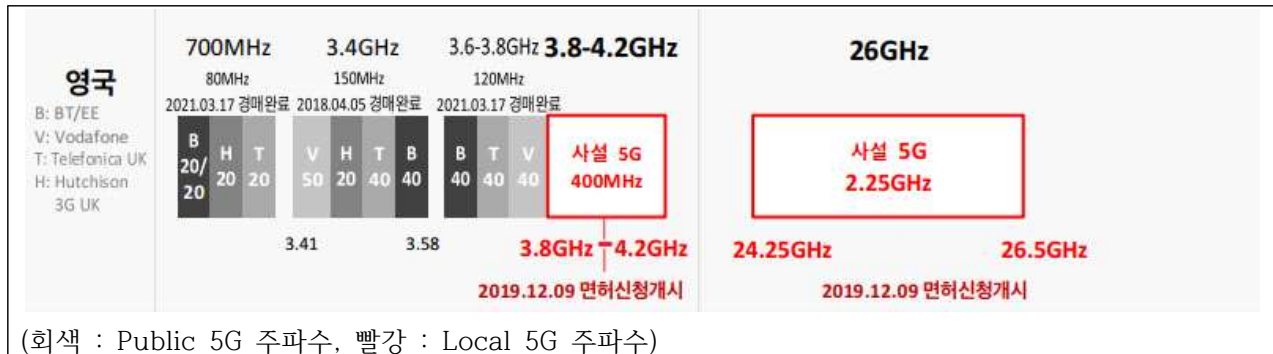 700MHz 3.4GHz 3.6-3.8GHz 3.8-4.2GHz 26GHz
영국
80MHz 150MHz 120MHz
2021.03.17 경매완료 2018.04.05 경매완료 2021.03.17 경매완료
B: BT/EE
V: Vodafone
T: Telefonica UK
H: Hutchison
3G UK
B 20/20 H 20 T 20 V 50 H 20 T 40 B 40 B 40 T 40 V 40
사설 5G
400MHz
사설 5G
2.25GHz
3.41 3.58 3.8GHz 4.2GHz 24.25GHz 26.5GHz
2019.12.09 면허신청개시 2019.12.09 면허신청개시
(회색 : Public 5G 주파수, 빨강 : Local 5G 주파수)